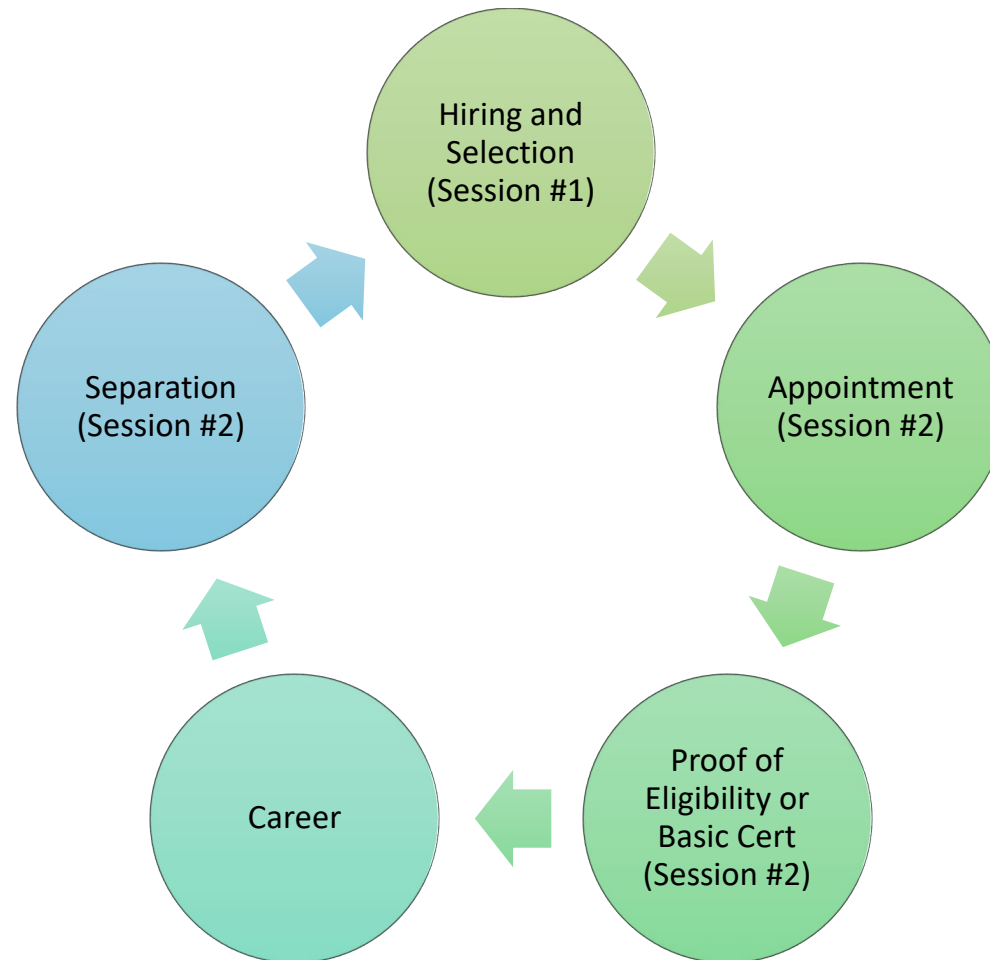 Hiring and
Selection
(Session #1)
Appointment
(Session #2)
Proof of
Eligibility or
Basic Cert
(Session #2)
Career
Separation
(Session #2)